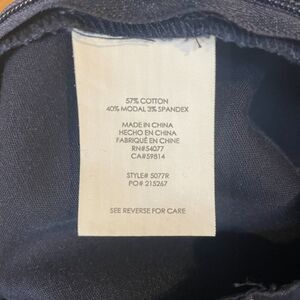 57% COTTON
40% MODAL 3% SPANDEX
MADE IN CHINA
HECHO EN CHINA
FABRIQUÉ EN CHINE
RN#54077
CA#59814
STYLE# 5077R
PO# 215267
SEE REVERSE FOR CARE